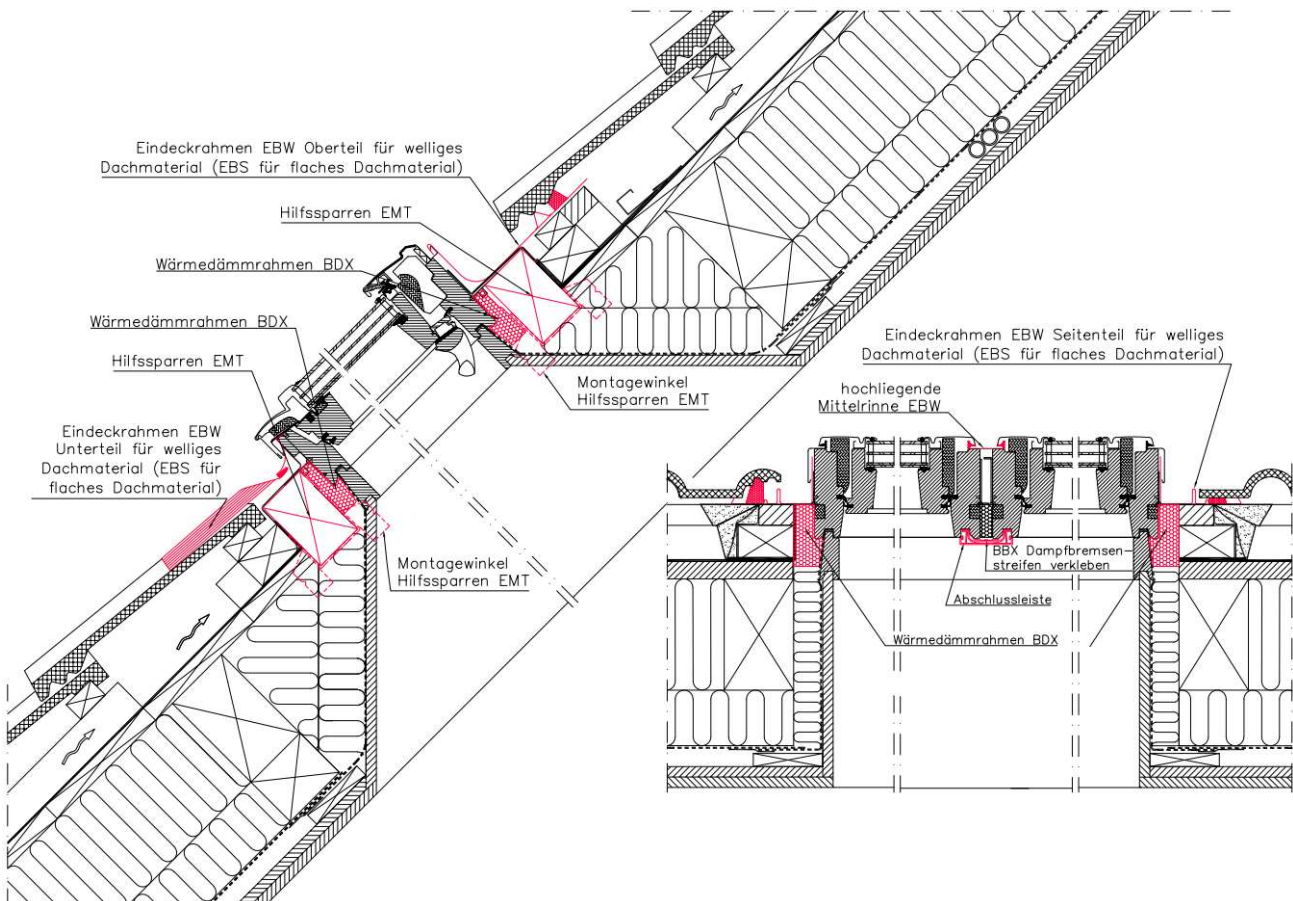 Eindeckrahmen EBW Oberteil für welliges
Dachmaterial (EBS für flaches Dachmaterial)
Hilfssparren EMT
Wärmedämmrahmen BDX
Wärmedämmrahmen BDX
Hilfssparren EMT
Eindeckrahmen EBW
Unterteil für welliges
Dachmaterial (EBS für
flaches Dachmaterial)
Montagewinkel
Hilfssparren EMT
Montagewinkel
Hilfssparren EMT
Eindeckrahmen EBW Seitenteil für welliges
Dachmaterial (EBS für flaches Dachmaterial)
hochliegende
Mittelrinne EBW
BBX Dampfbremsen-
streifen verkleben
Abschlussleiste
Wärmedämmrahmen BDX